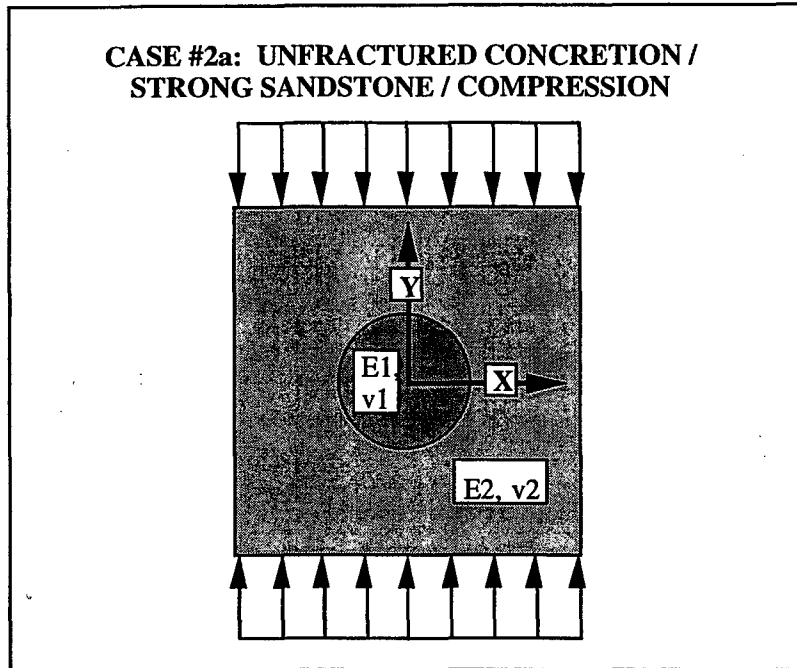 CASE #2a: UNFRACTURED CONCRETION /
STRONG SANDSTONE / COMPRESSION
Y
E1,
v1
X
E2, v2